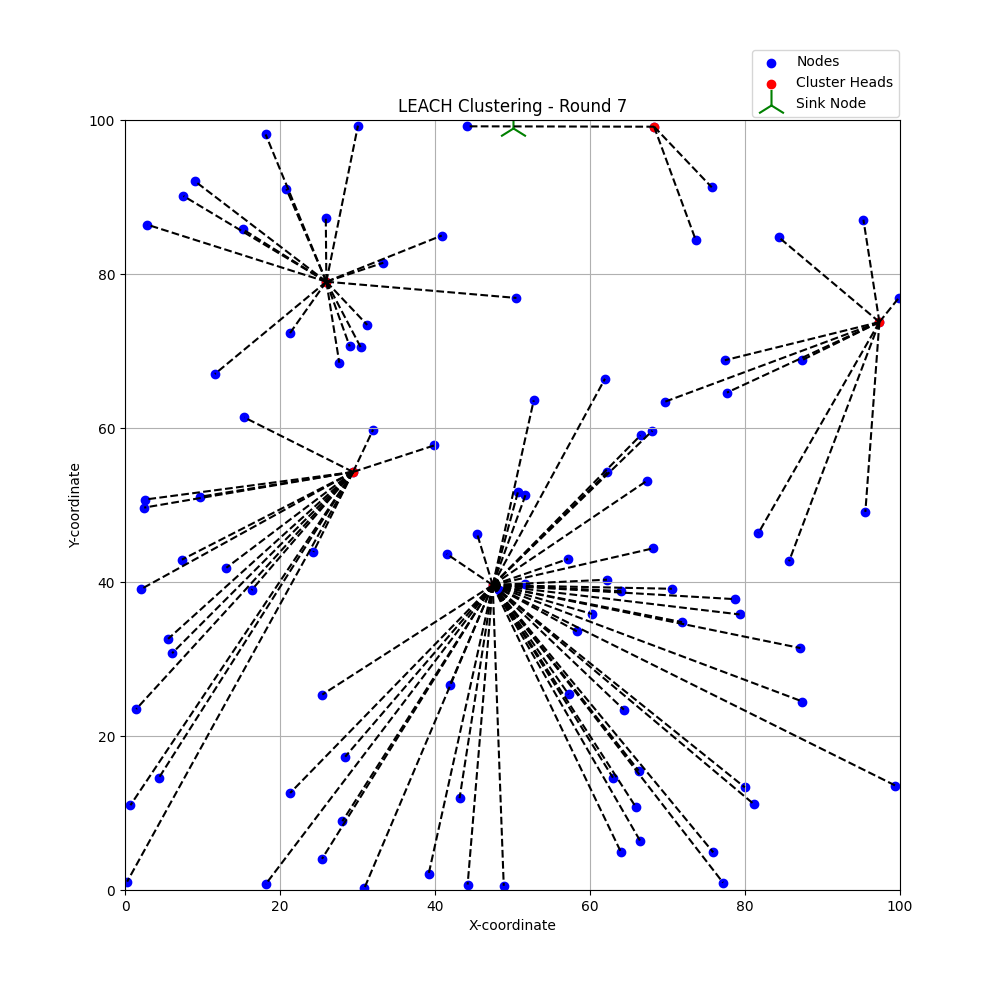 Nodes
Cluster Heads
Sink Node
LEACH Clustering - Round 7
100
80
60
40
20
0
Y-coordinate
0 20 40 60 80 100
X-coordinate